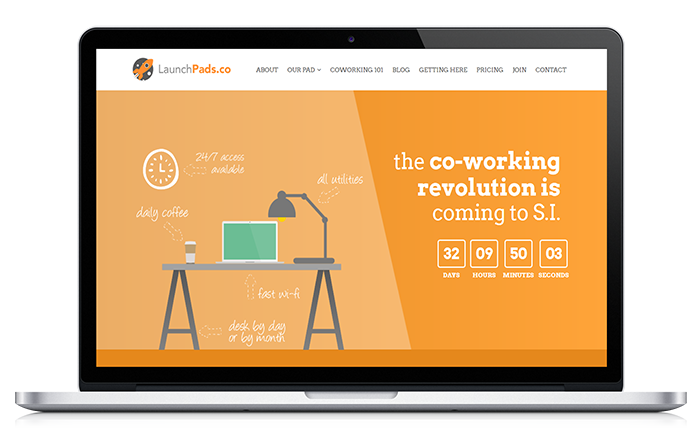 LaunchPads.co
ABOUT OUR PAD COWORKING 101 BLOG GETTING HERE PRICING JOIN CONTACT
24/7 access
available
all utilities
daily coffee
fast wi-fi
desk by day
or by month
the co-working
revolution is
coming to S.I.
32 09 50 03
DAYS HOURS MINUTES SECONDS